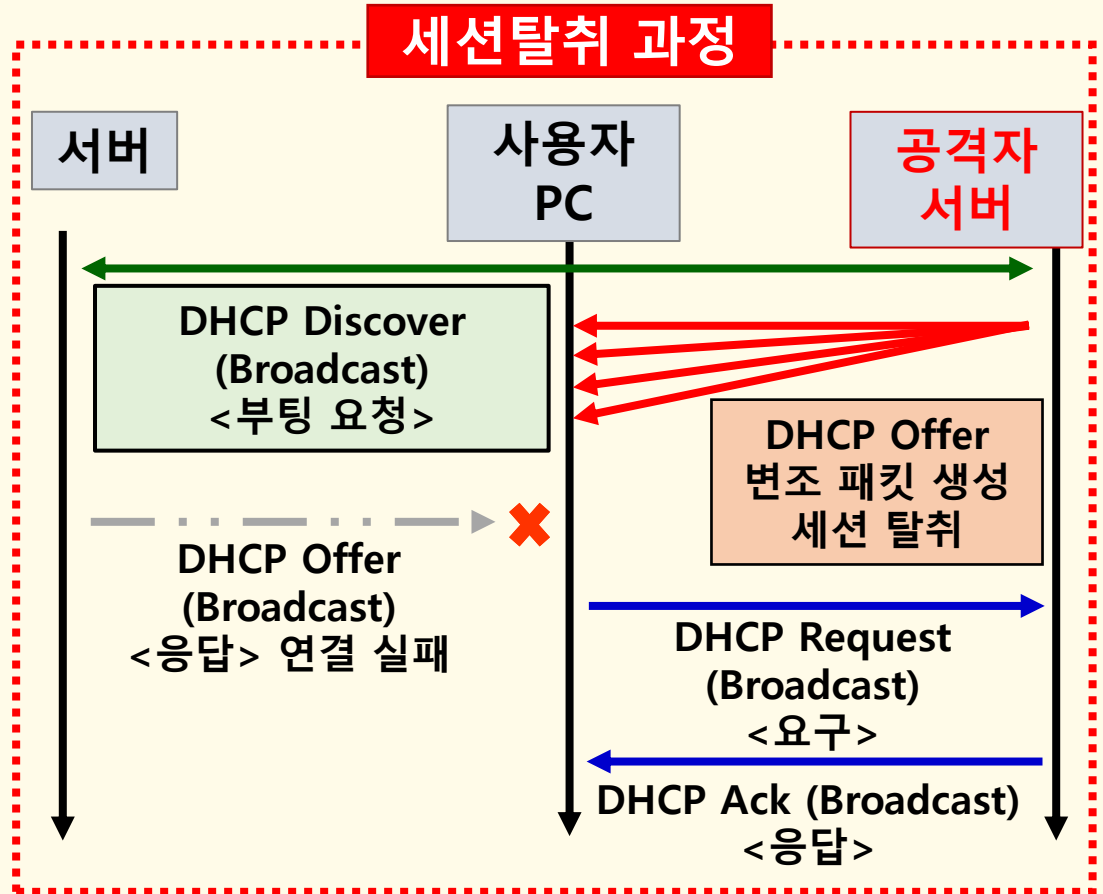 세션탈취 과정
서버
사용자
PC
공격자
서버
DHCP Discover
(Broadcast)
<부팅 요청>
DHCP Offer
변조 패킷 생성
세션 탈취
DHCP Offer
(Broadcast)
<응답> 연결 실패
DHCP Request
(Broadcast)
<요구>
DHCP Ack (Broadcast)
<응답>